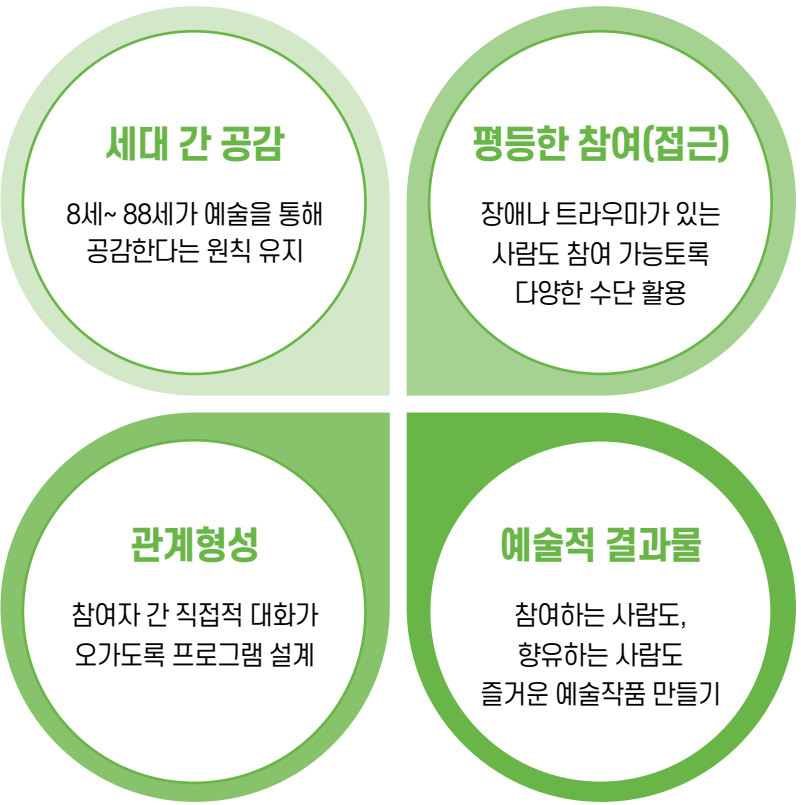 세대 간 공감
8세~ 88세가 예술을 통해
공감한다는 원칙 유지
평등한 참여(접근)
장애나 트라우마가 있는
사람도 참여 가능토록
다양한 수단 활용
관계형성
참여자 간 직접적 대화가
오가도록 프로그램 설계
예술적 결과물
참여하는 사람도,
향유하는 사람도
즐거운 예술작품 만들기